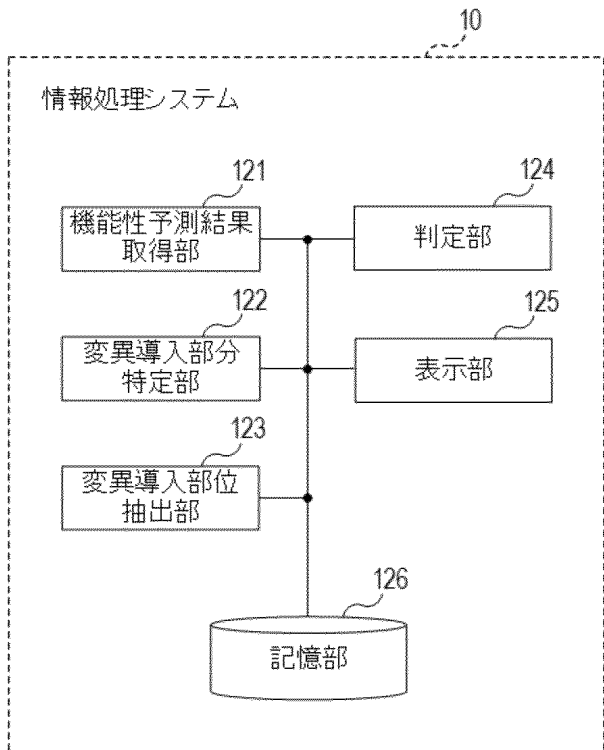 10
情報処理システム
121
機能性予測結果
取得部
124
判定部
122
変異導入部分
特定部
125
表示部
123
変異導入部位
抽出部
126
記憶部